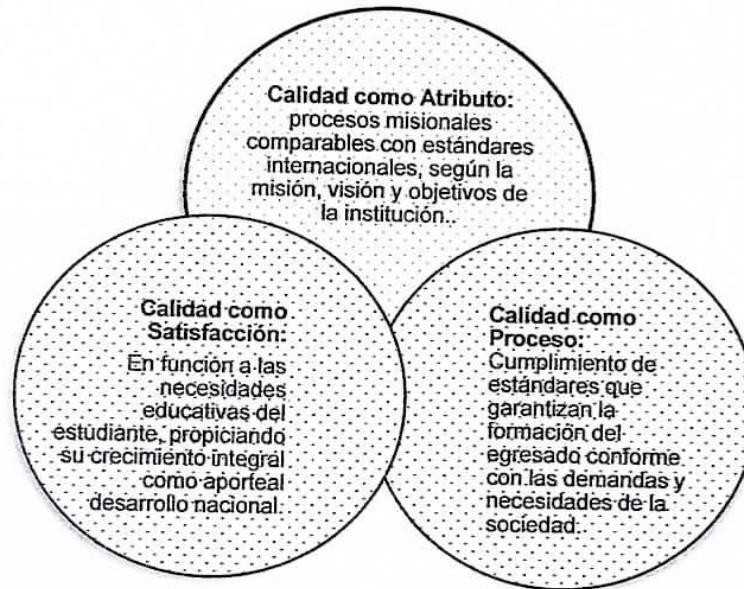 Calidad como Atributo:
procesos misionales
comparables con estándares
internacionales, según la
misión, visión y objetivos de
la institución..
Calidad como
Satisfacción:
En función a las
necesidades
educativas del
estudiante, propiciando
su crecimiento integral
como aporteal
desarrollo nacional.
Calidad como
Proceso:
Cumplimiento de
estándares que
garantizan la
formación del
egresado conforme
con las demandas y
necesidades de la
sociedad.